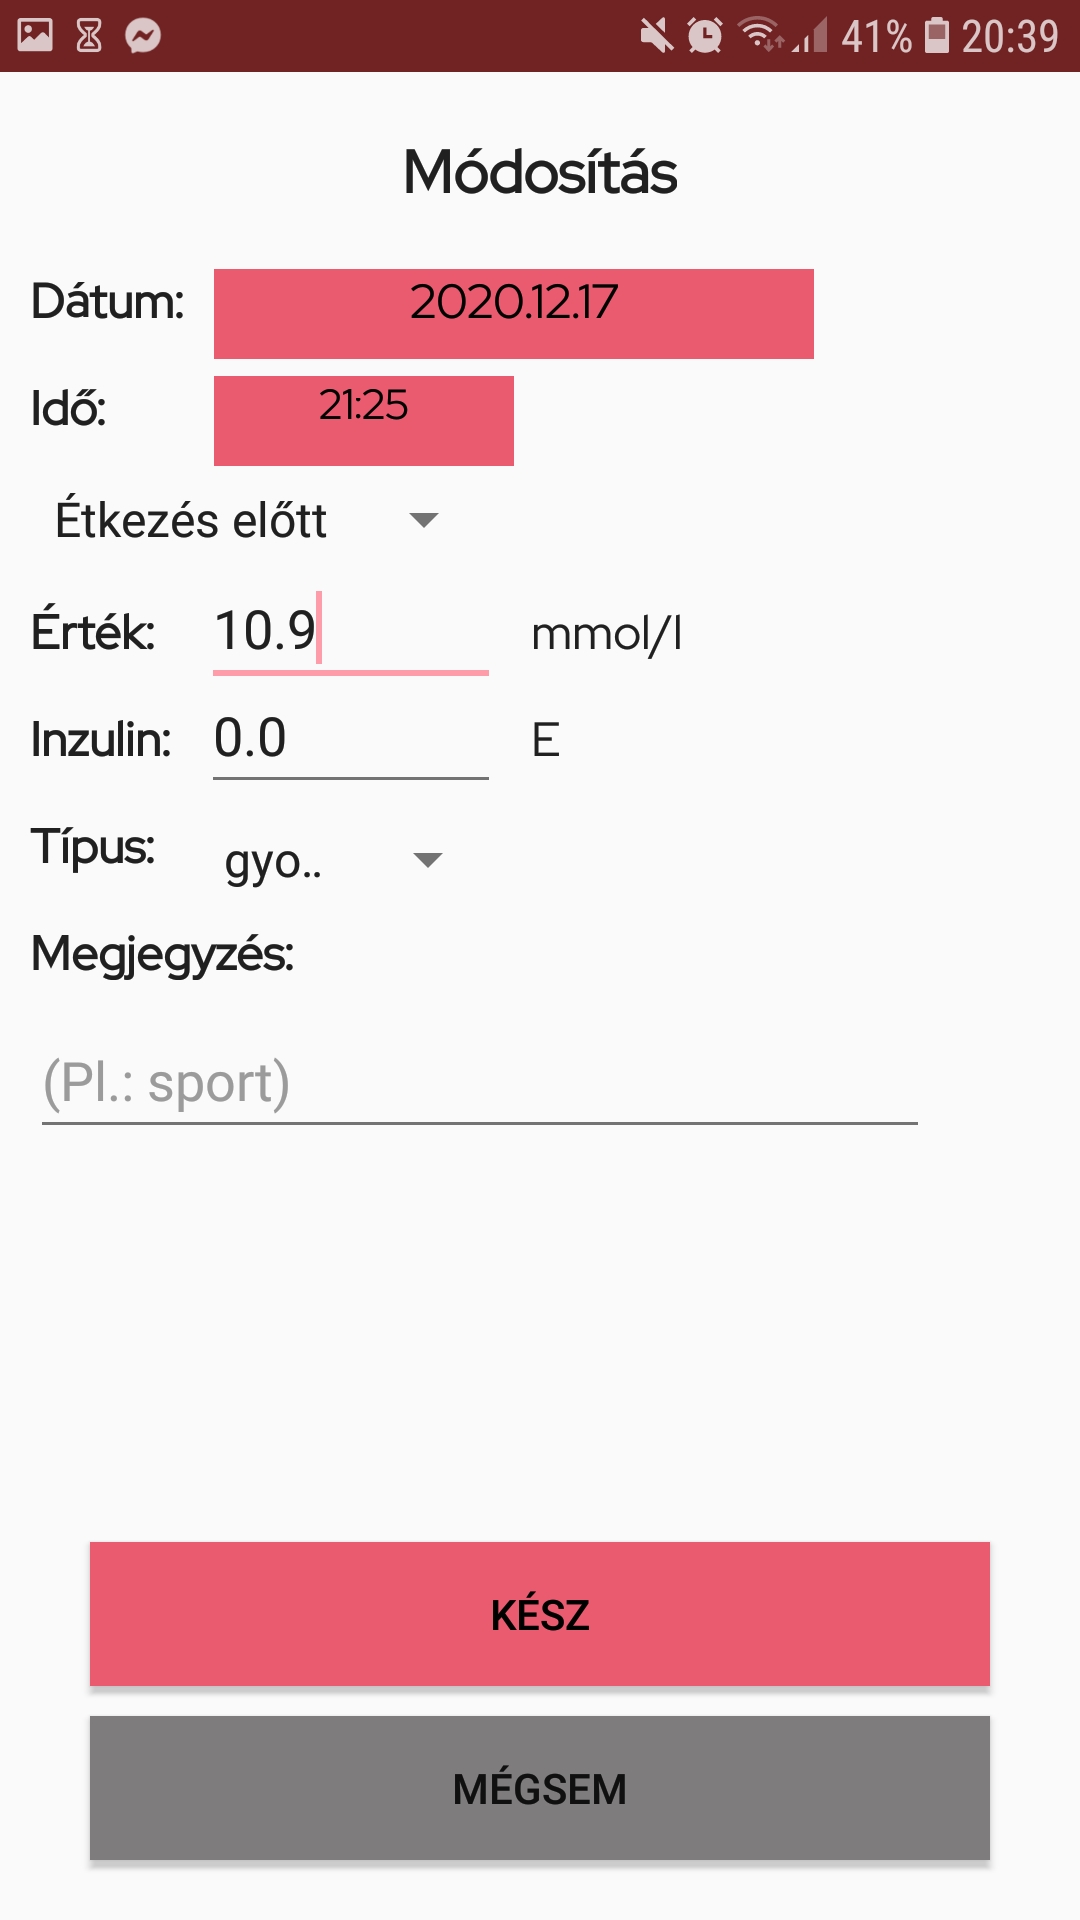 41% 20:39
Módosítás
Dátum: 2020.12.17
Idő: 21:25
Étkezés előtt
Érték: 10.9 mmol/l
Inzulin: 0.0 E
Típus: gyo..
Megjegyzés:
(Pl.: sport)
KÉSZ
MÉGSEM